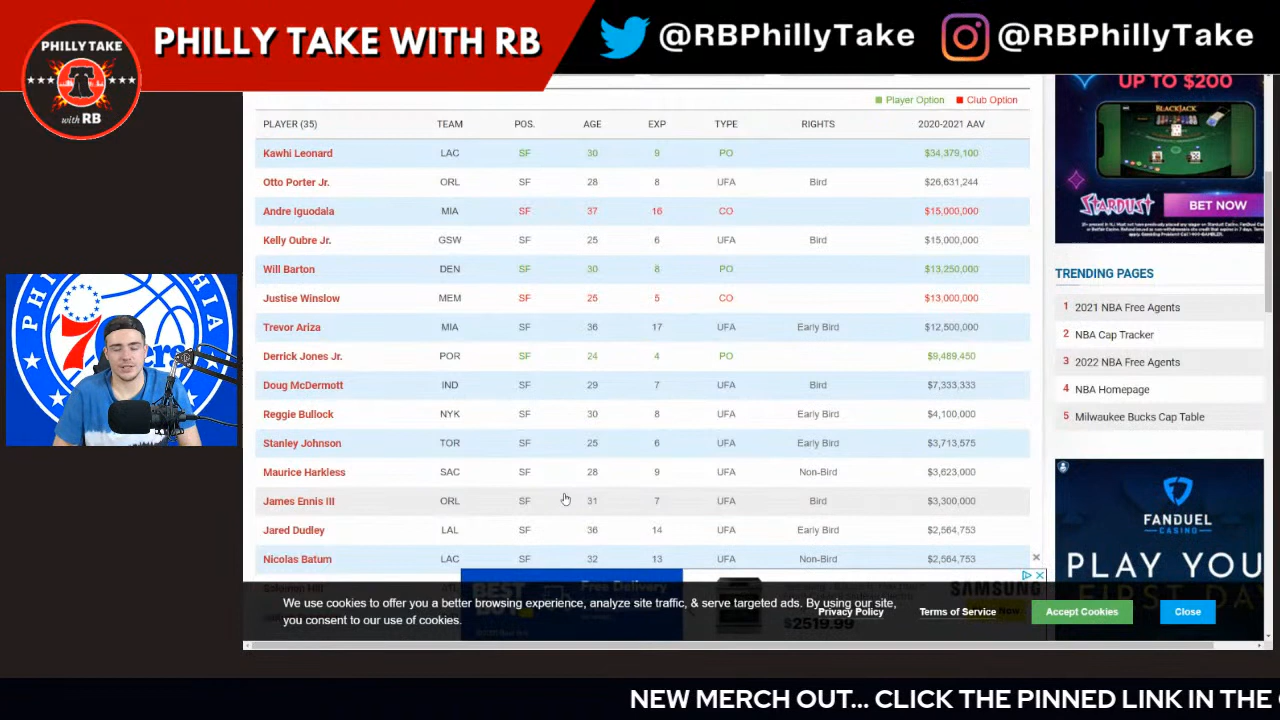 PHILLY TAKE
with RB
PHILLY TAKE WITH RB
@RBPhillyTake
@RBPhillyTake
Player Option
Club Option
PLAYER (35) TEAM POS. AGE EXP TYPE RIGHTS 2020-2021 AAV
Kawhi Leonard LAC SF 30 9 PO $34,379,100
Otto Porter Jr. ORL SF 28 8 UFA Bird $26,631,244
Andre Iguodala MIA SF 37 16 CO $15,000,000
Kelly Oubre Jr. GSW SF 25 6 UFA Bird $15,000,000
Will Barton DEN SF 30 8 PO $13,250,000
Justise Winslow MEM SF 25 5 CO $13,000,000
Trevor Ariza MIA SF 36 17 UFA Early Bird $12,500,000
Derrick Jones Jr. POR SF 24 4 PO $9,489,450
Doug McDermott IND SF 29 7 UFA Bird $7,333,333
Reggie Bullock NYK SF 30 8 UFA Early Bird $4,100,000
Stanley Johnson TOR SF 25 6 UFA Early Bird $3,713,575
Maurice Harkless SAC SF 28 9 UFA Non-Bird $3,623,000
James Ennis III ORL SF 31 7 UFA Bird $3,300,000
Jared Dudley LAL SF 36 14 UFA Early Bird $2,564,753
Nicolas Batum LAC SF 32 13 UFA Non-Bird $2,564,753
Solomon Hill
BEST
Free Delivery
SAMSUNG
$2519.99
We use cookies to offer you a better browsing experience, analyze site traffic, & serve targeted ads. By using our site,
you consent to our use of cookies.
Privacy Policy
Terms of Service
Accept Cookies
Close
UP TO $200
BLACKJACK
STARDUST
BET NOW
TRENDING PAGES
1 2021 NBA Free Agents
2 NBA Cap Tracker
3 2022 NBA Free Agents
4 NBA Homepage
5 Milwaukee Bucks Cap Table
FANDUEL
CASINO
PLAY YOU
FIRST DA
NEW MERCH OUT... CLICK THE PINNED LINK IN THE